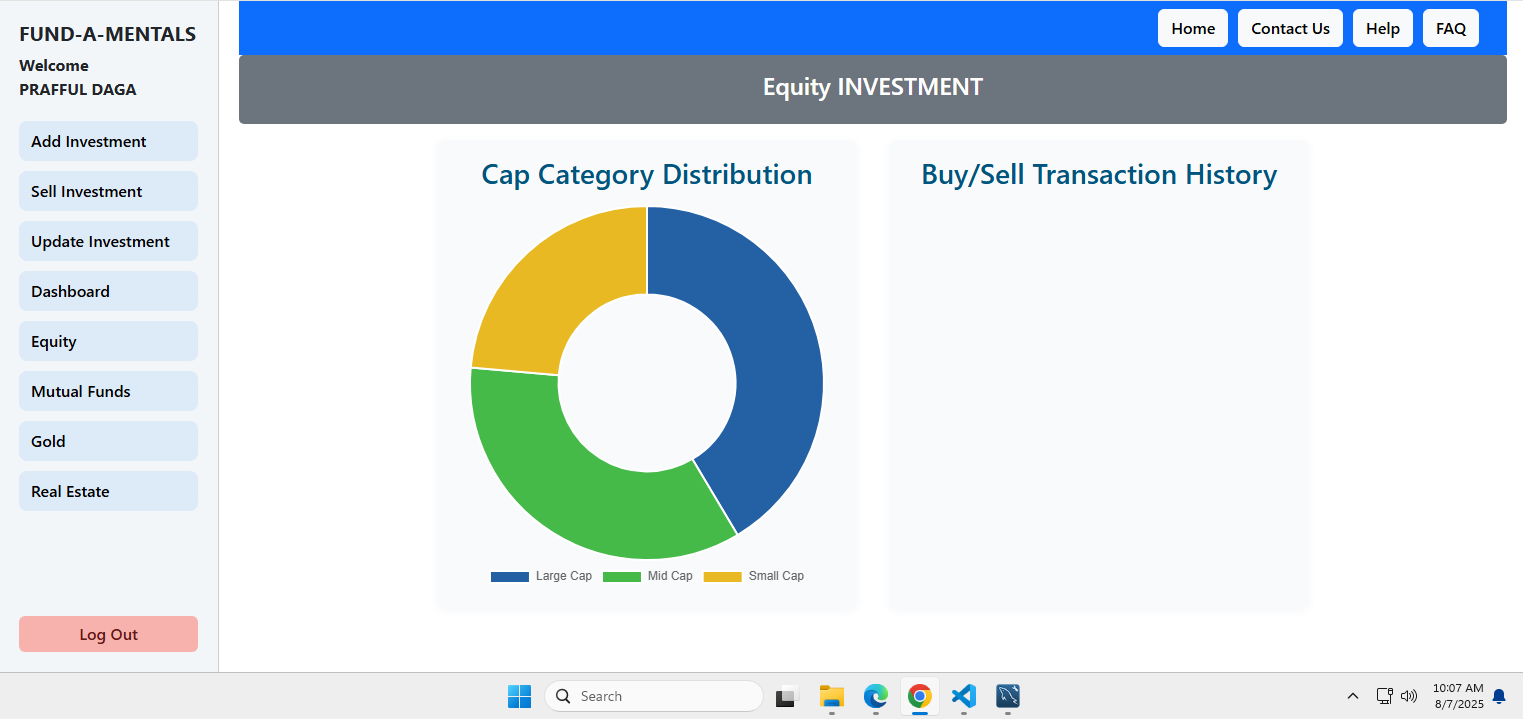 FUND-A-MENTALS
Welcome
PRAFFUL DAGA
Add Investment
Sell Investment
Update Investment
Dashboard
Equity
Mutual Funds
Gold
Real Estate
Log Out
Home Contact Us Help FAQ
Equity INVESTMENT
Cap Category Distribution
Large Cap Mid Cap Small Cap
Buy/Sell Transaction History
Search
10:07 AM
8/7/2025